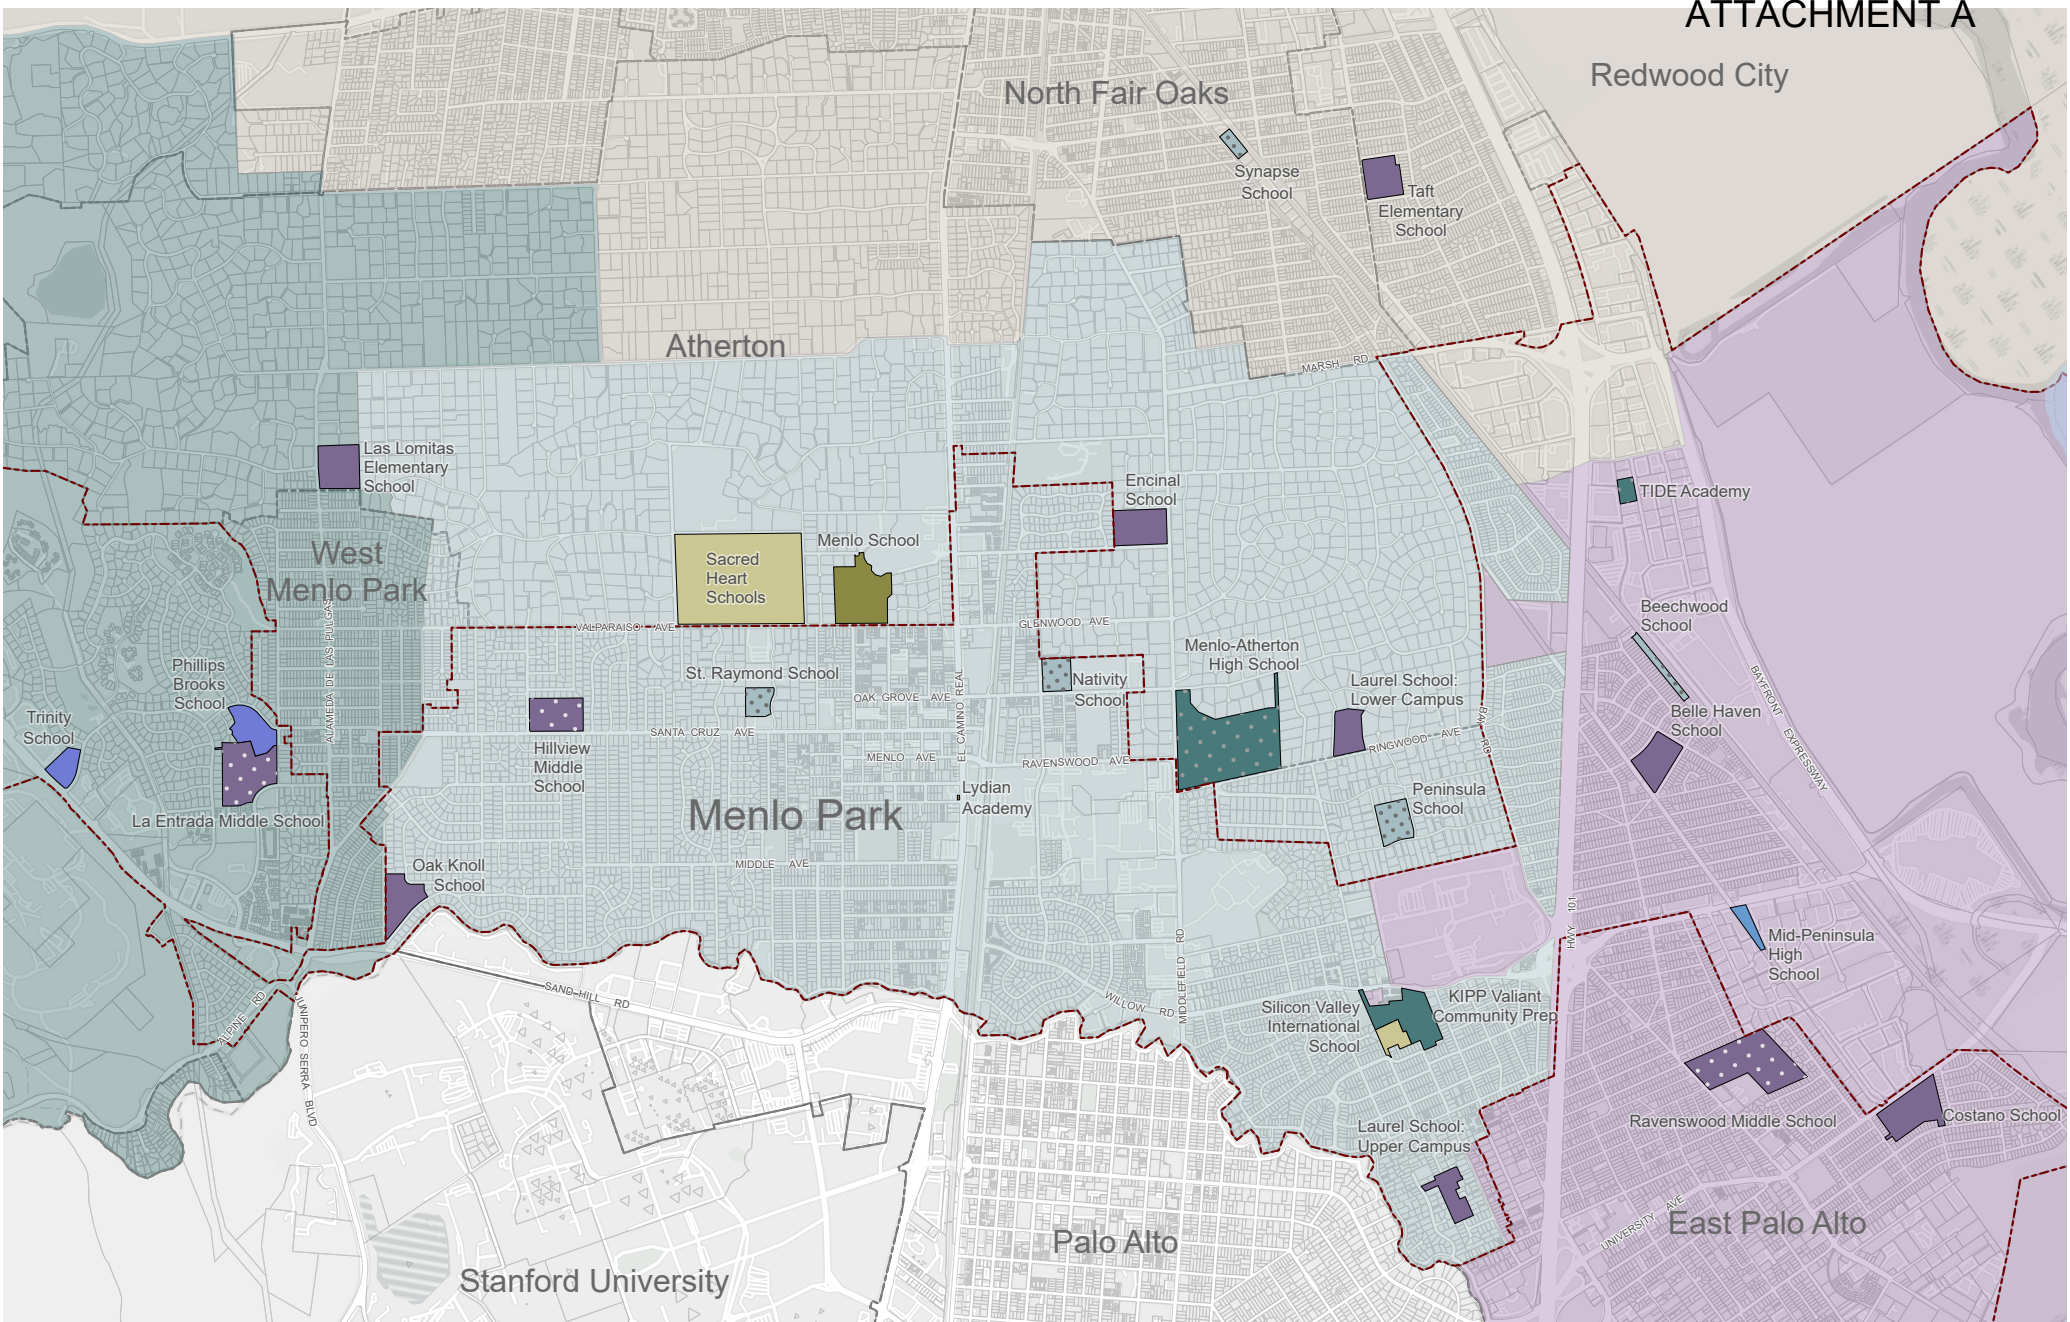 ATTACHMENT A
Redwood City
North Fair Oaks
Synapse
School
Taft
Elementary
School
Atherton
MARSH RD
Las Lomitas
Elementary
School
Encinal
School
TIDE Academy
West
Menlo Park
Menlo School
Sacred
Heart
Schools
Beechwood
School
VALPARAISO AVE
GLENWOOD AVE
ALAMEDA DE LAS PULGAS
Phillips
Brooks
School
Menlo-Atherton
High School
St. Raymond School
Nativity
School
Laurel School:
Lower Campus
OAK GROVE AVE
EL CAMINO REAL
BAY RD
BAYFRONT EXPRESSWAY
Belle Haven
School
Trinity
School
SANTA CRUZ AVE
RINGWOOD AVE
Hillview
Middle
School
MENLO AVE
RAVENSWOOD AVE
Lydian
Academy
Peninsula
School
La Entrada Middle School
Menlo Park
MIDDLE AVE
Oak Knoll
School
HWY 101
Mid-Peninsula
High
School
MIDDLEFIELD RD
SAND HILL RD
WILLOW RD
ALPINE RD
JUNIPERO SERRA BLVD
Silicon Valley
International
School
KIPP Valiant
Community Prep
Ravenswood Middle School
Costano School
Laurel School:
Upper Campus
UNIVERSITY AVE
East Palo Alto
Palo Alto
Stanford University